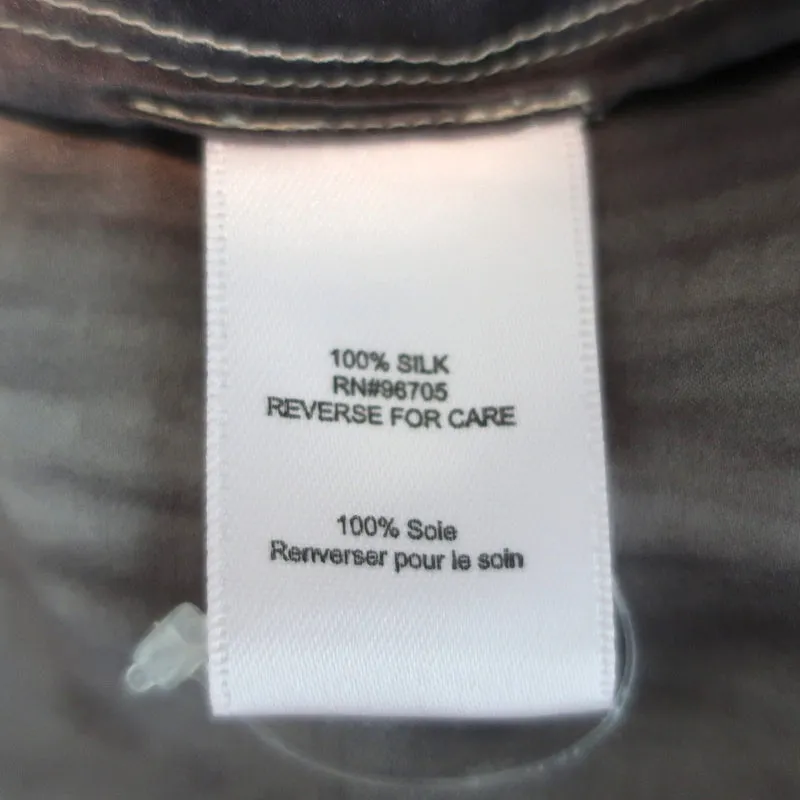 100% SILK
RN#96705
REVERSE FOR CARE
100% Soie
Renverser pour le soin